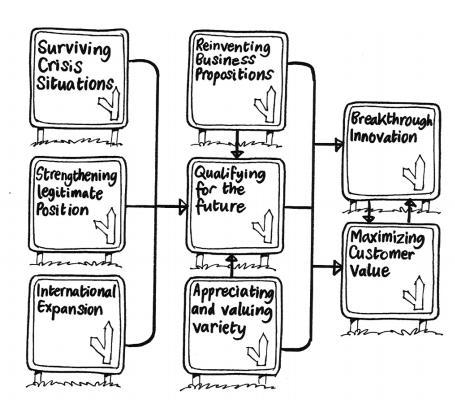 Surviving
Crisis
Situations
Strengthening
legitimate
Position
International
Expansion
Reinventing
Business
Propositions
Qualifying
for the
future
Appreciating
and valuing
variety
Breakthrough
Innovation
Maximizing
Customer
Value